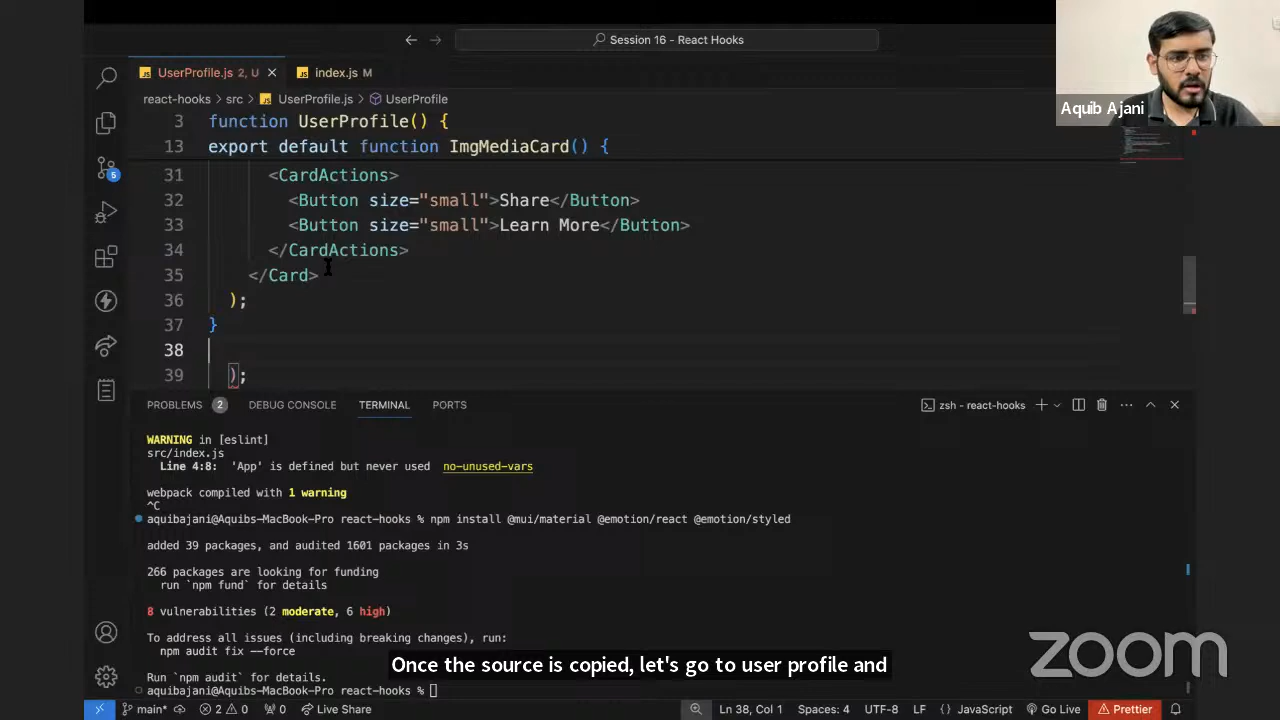 Session 16 - React Hooks
Aquib Ajani
UserProfile.js 2, U
index.js M
react-hooks > src > UserProfile.js > UserProfile
3 function UserProfile() {
13 export default function ImgMediaCard() {
31 <CardActions>
32 <Button size="small">Share</Button>
33 <Button size="small">Learn More</Button>
34 </CardActions>
35 </Card>
36 );
37 }
38
39 );
5
PROBLEMS 2 DEBUG CONSOLE TERMINAL PORTS
zsh - react-hooks
WARNING in [eslint]
src/index.js
Line 4:8: 'App' is defined but never used no-unused-vars
webpack compiled with 1 warning
^C
aquibajani@Aquibs-MacBook-Pro react-hooks % npm install @mui/material @emotion/react @emotion/styled
added 39 packages, and audited 1601 packages in 3s
266 packages are looking for funding
run `npm fund` for details
8 vulnerabilities (2 moderate, 6 high)
To address all issues (including breaking changes), run:
npm audit fix --force
Run `npm audit` for details.
aquibajani@Aquibs-MacBook-Pro react-hooks %
Once the source is copied, let's go to user profile and
zoom
main* 2 0 0 Live Share
Ln 38, Col 1 Spaces: 4 UTF-8 LF {} JavaScript Go Live Prettier